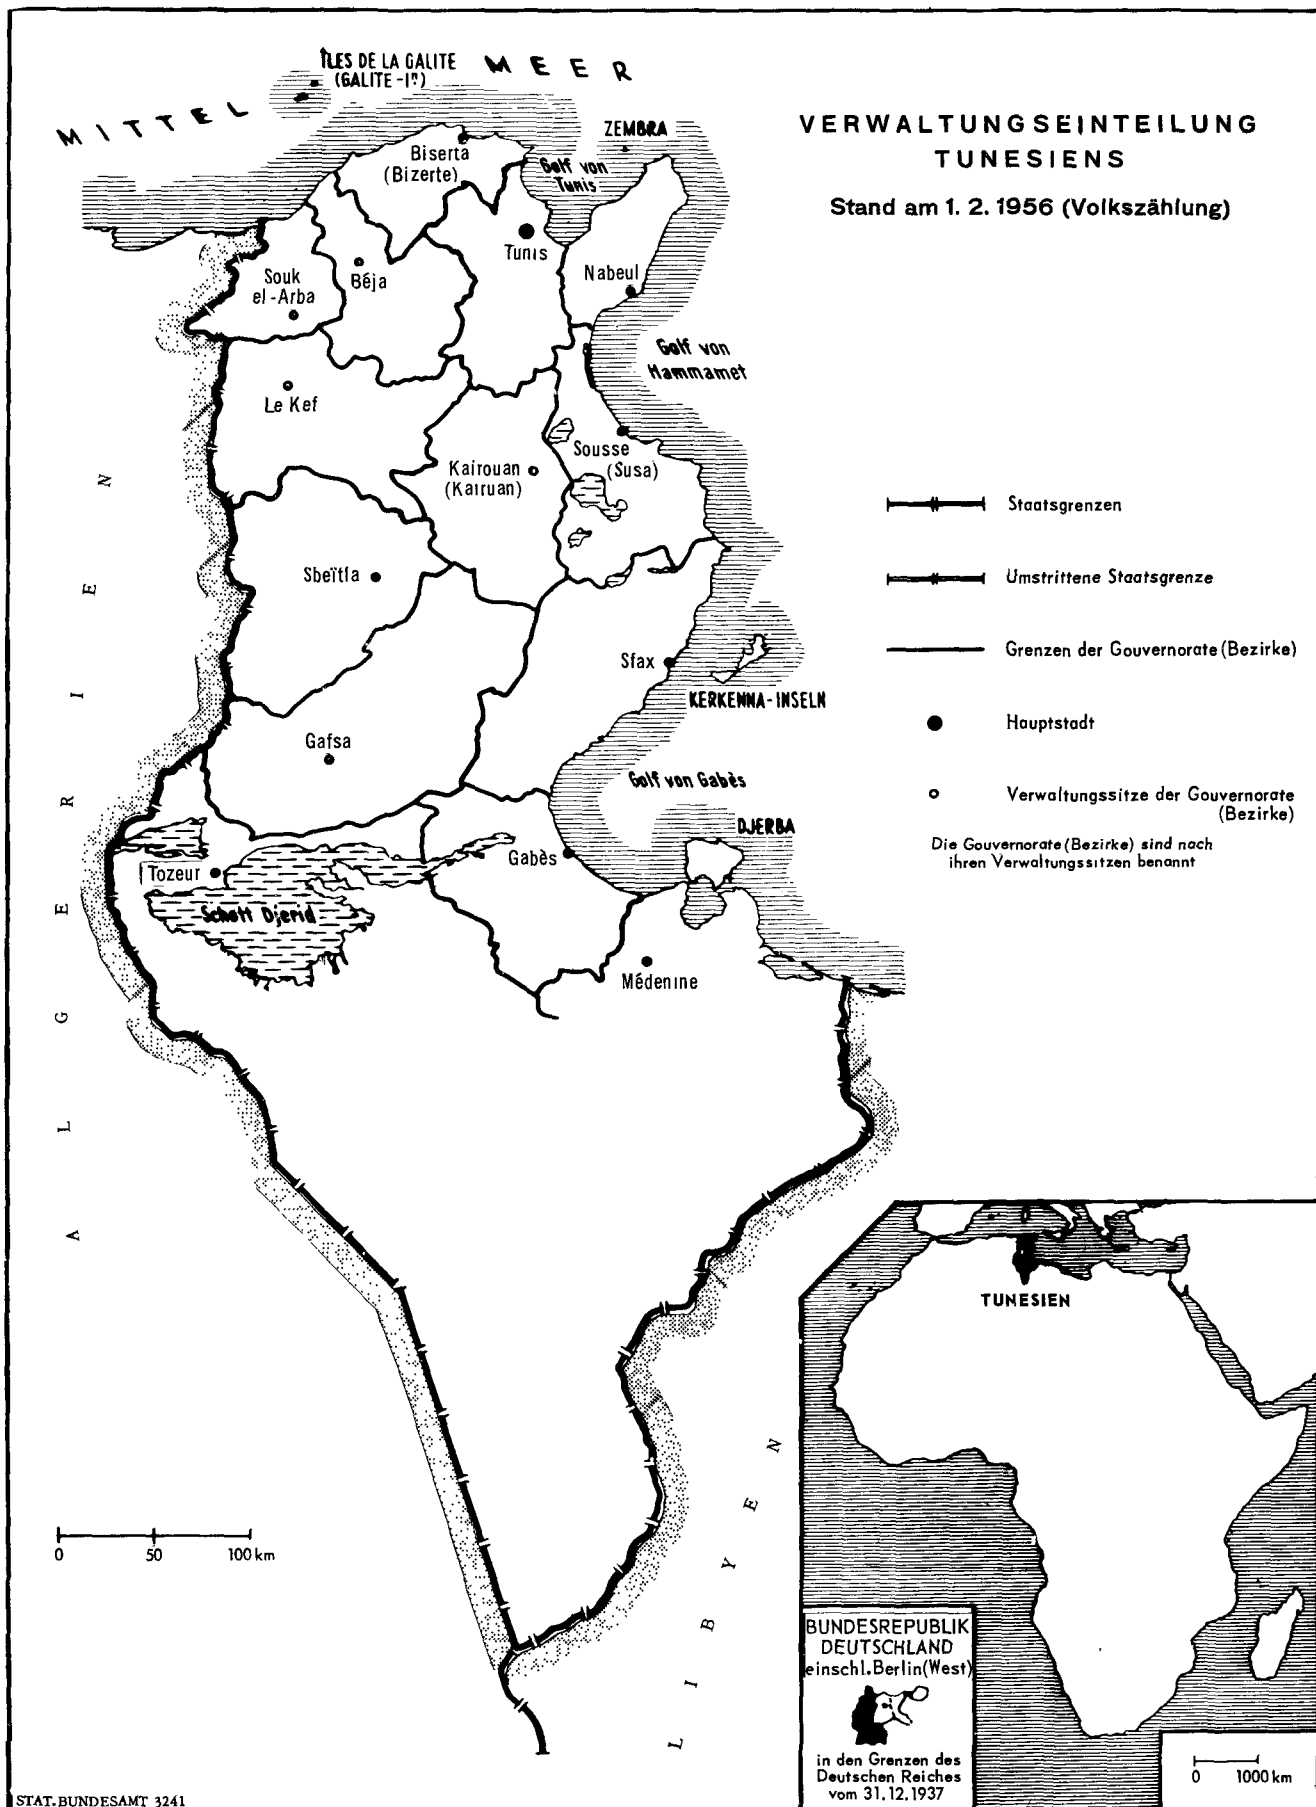 VERWALTUNGSEINTEILUNG
TUNESIENS
Stand am 1. 2. 1956 (Volkszählung)
MITTEL MEER
ÎLES DE LA GALITE
(GALITE-Iⁿ)
ZEMBRA
Biserta
(Bizerte)
Golf von
Tunis
Tunis
Nabeul
Souk
el-Arba
Béja
Golf von
Hammamet
Le Kef
Sousse
(Susa)
Kairouan
(Kairuan)
Sbeïtla
Sfax
KERKENNA-INSELN
Gafsa
Golf von Gabès
DJERBA
Gabès
Tozeur
Schott Djerid
Médenine
ALGERIEN
LIBYEN
Staatsgrenzen
Umstrittene Staatsgrenze
Grenzen der Gouvernorate (Bezirke)
Hauptstadt
Verwaltungssitze der Gouvernorate
(Bezirke)
Die Gouvernorate (Bezirke) sind nach
ihren Verwaltungssitzen benannt
TUNESIEN
0 50 100 km
BUNDESREPUBLIK
DEUTSCHLAND
einschl. Berlin (West)
in den Grenzen des
Deutschen Reiches
vom 31.12.1937
0 1000 km
STAT. BUNDESAMT 3241